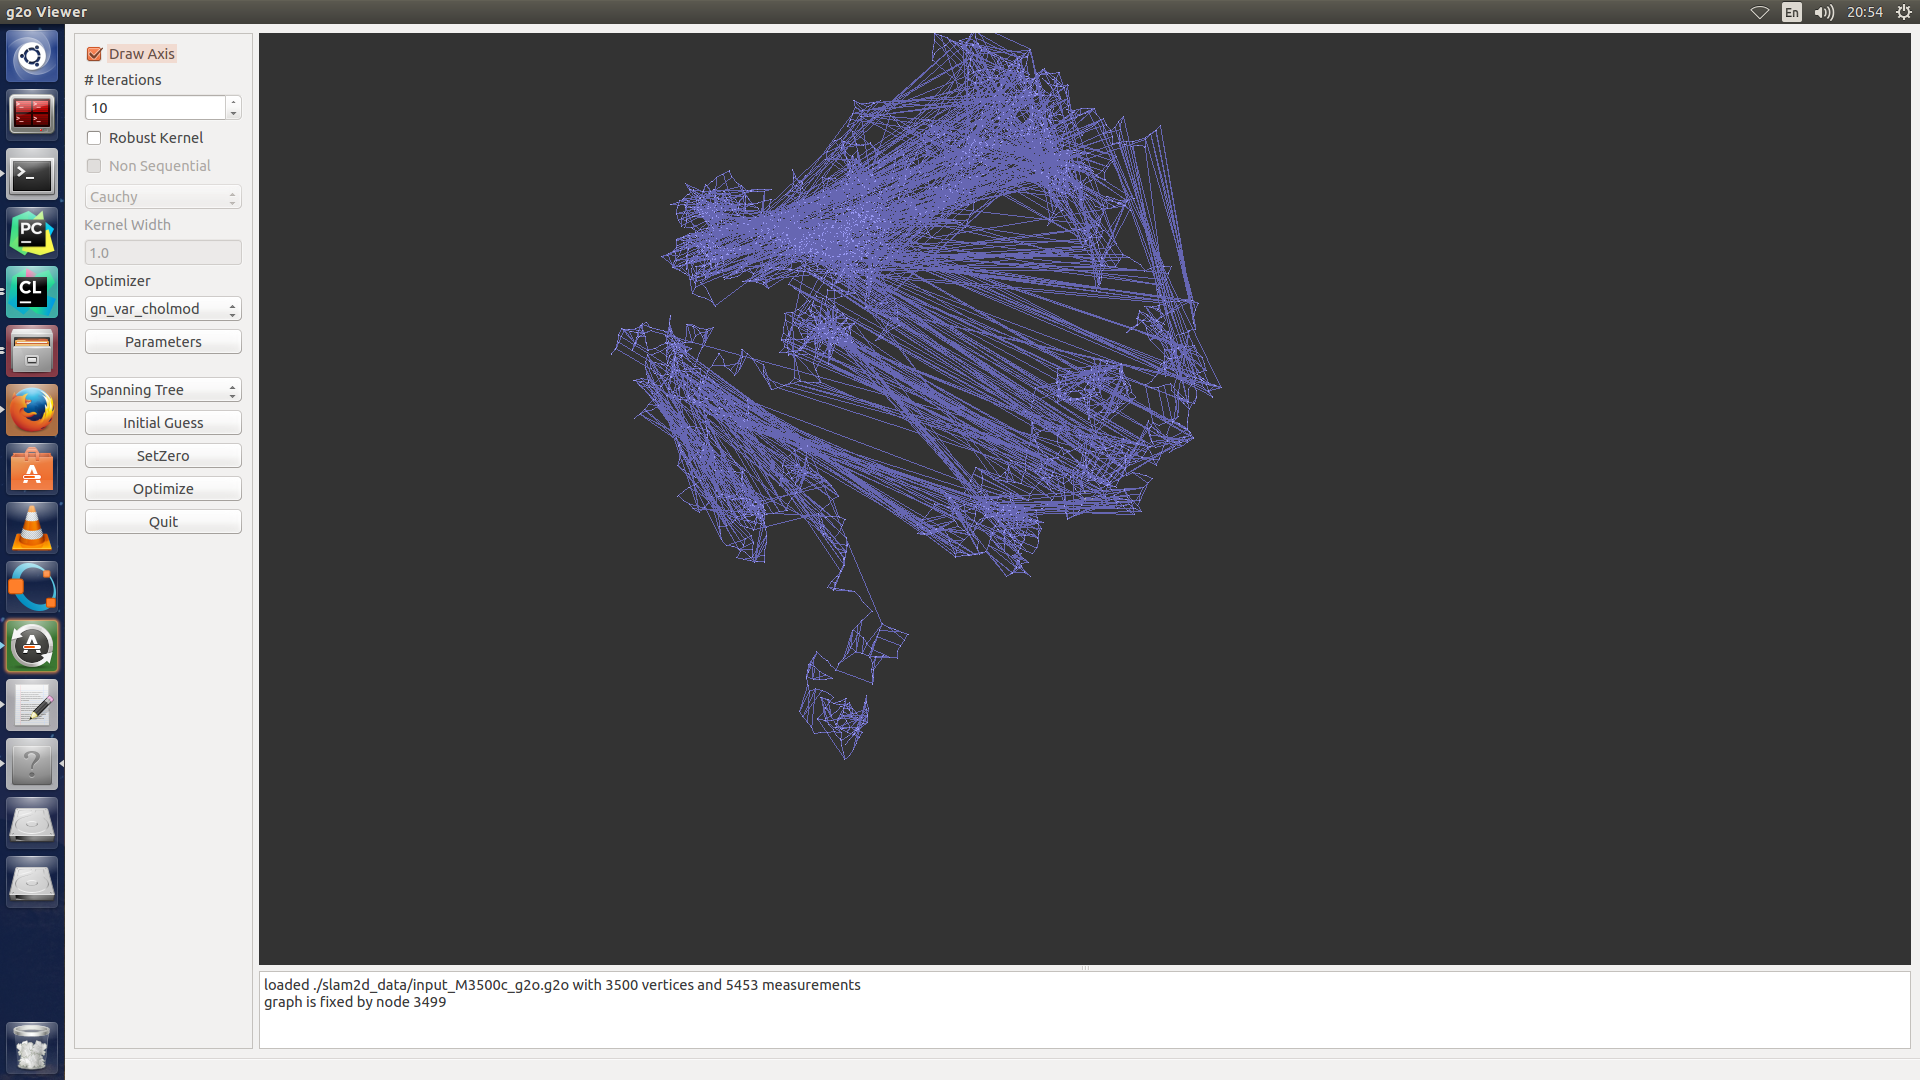 g2o Viewer
En
20:54
Draw Axis
# Iterations
10
Robust Kernel
Non Sequential
Cauchy
Kernel Width
1.0
Optimizer
gn_var_cholmod
Parameters
Spanning Tree
Initial Guess
SetZero
Optimize
Quit
>_
PC
CL
A
A
?
loaded ./slam2d_data/input_M3500c_g2o.g2o with 3500 vertices and 5453 measurements
graph is fixed by node 3499